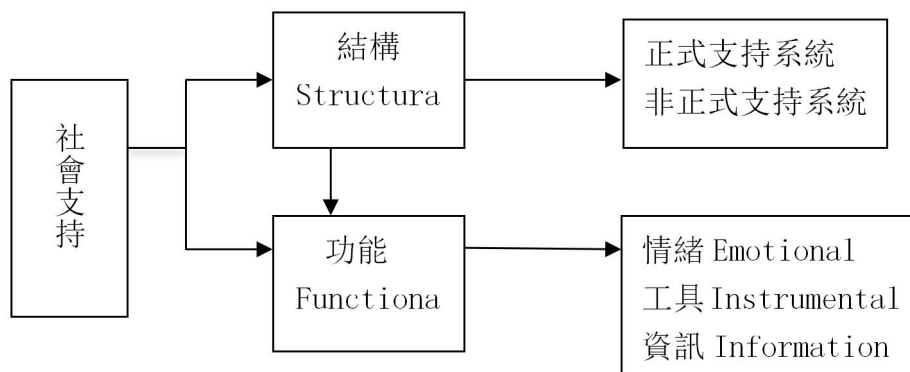 社會支持
結構
Structura
正式支持系統
非正式支持系統
功能
Functiona
情緒 Emotional
工具 Instrumental
資訊 Information